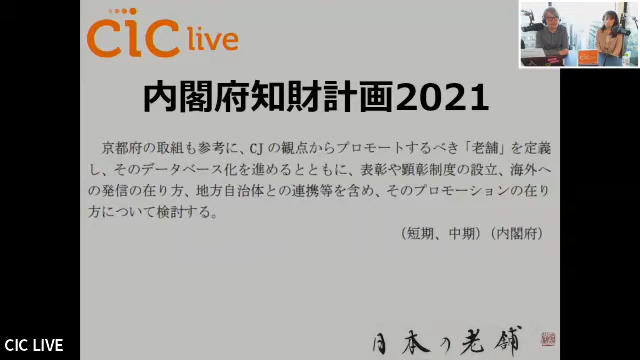 CIC live
内閣府知財計画2021
京都府の取組も参考に、CJ の観点からプロモートするべき「老舗」を定義
し、そのデータベース化を進めるとともに、表彰や顕彰制度の設立、海外へ
の発信の在り方、地方自治体との連携等を含め、そのプロモーションの在り
方について検討する。
（短期、中期）（内閣府）
日本の老舗
CIC LIVE